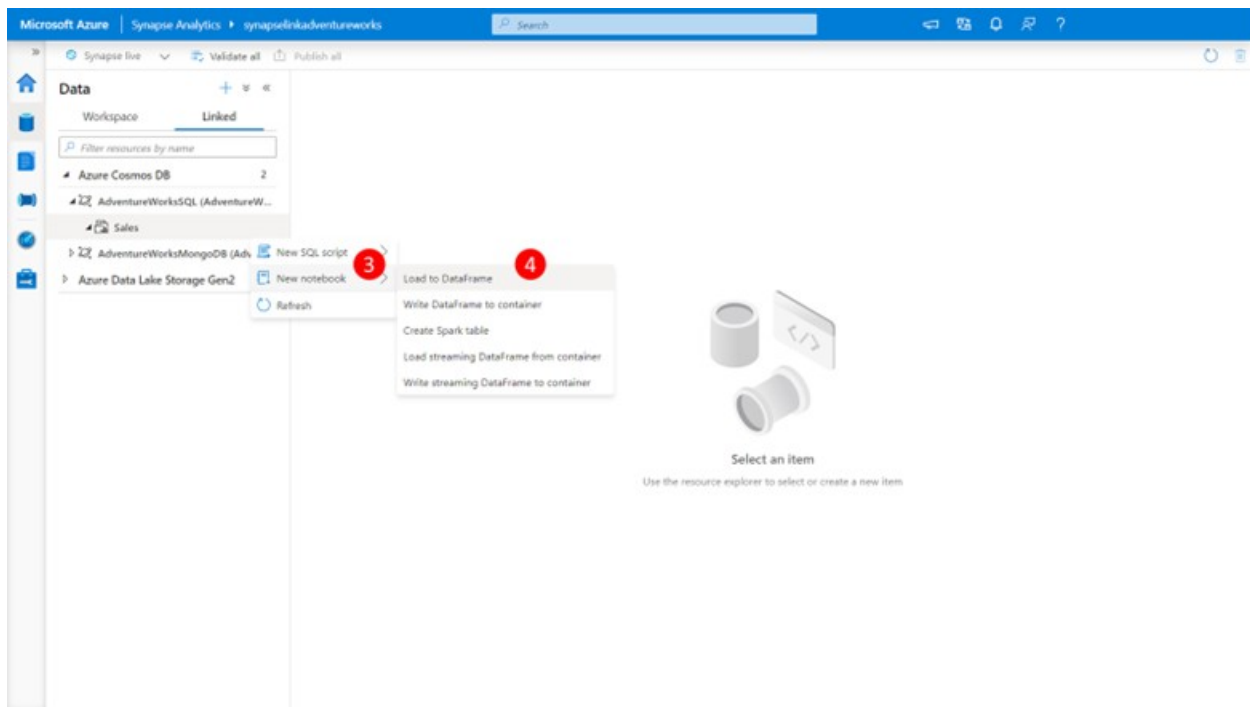 Microsoft Azure Synapse Analytics synapselinkadventureworks Search ?
Synapse live Validate all Publish all
Data
Workspace Linked
Filter resources by name
Azure Cosmos DB 2
AdventureWorksSQL (AdventureW...
Sales
AdventureWorksMongoDB (Adv
Azure Data Lake Storage Gen2
New SQL script
3
New notebook
Refresh
4
Load to DataFrame
Write DataFrame to container
Create Spark table
Load streaming DataFrame from container
Write streaming DataFrame to container
Select an item
Use the resource explorer to select or create a new item